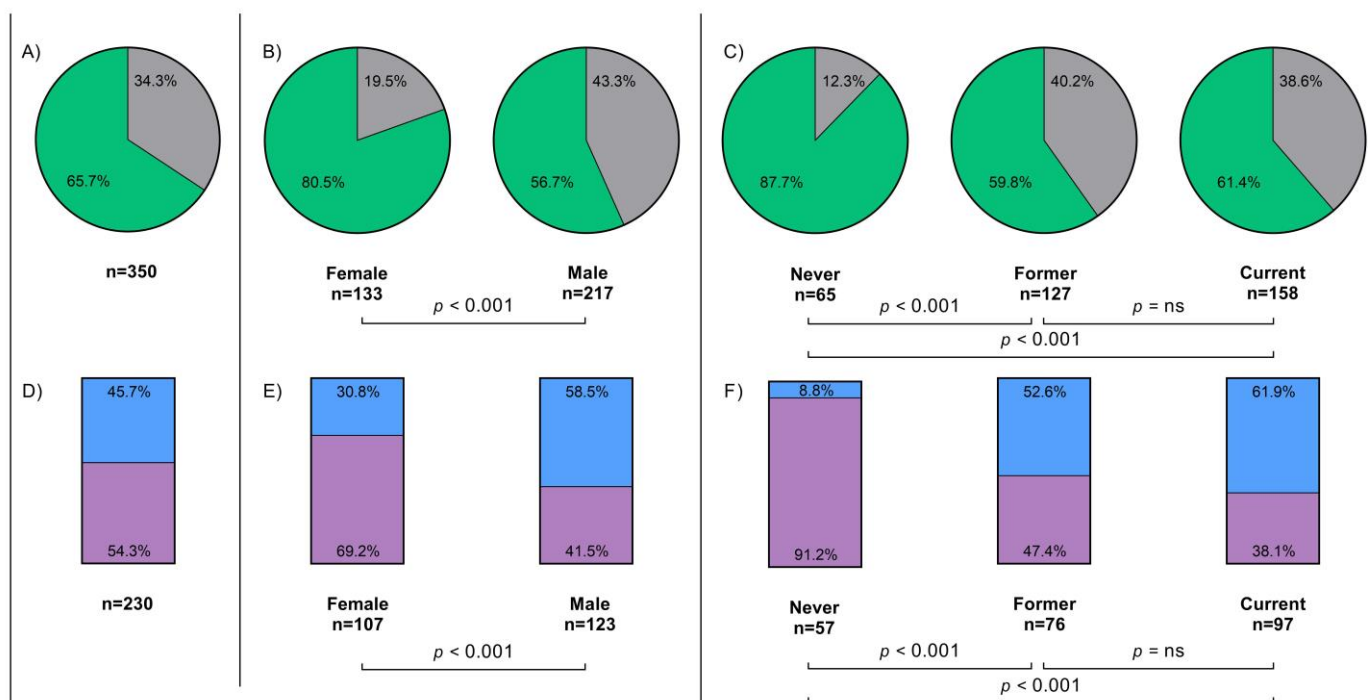 A)
34.3%
65.7%
n=350
B)
19.5%
80.5%
Female
n=133
43.3%
56.7%
Male
n=217
p < 0.001
C)
12.3%
87.7%
Never
n=65
40.2%
59.8%
Former
n=127
38.6%
61.4%
Current
n=158
p < 0.001
p = ns
p < 0.001
D)
45.7%
54.3%
n=230
E)
30.8%
69.2%
Female
n=107
58.5%
41.5%
Male
n=123
p < 0.001
F)
8.8%
91.2%
Never
n=57
52.6%
47.4%
Former
n=76
61.9%
38.1%
Current
n=97
p < 0.001
p = ns
p < 0.001